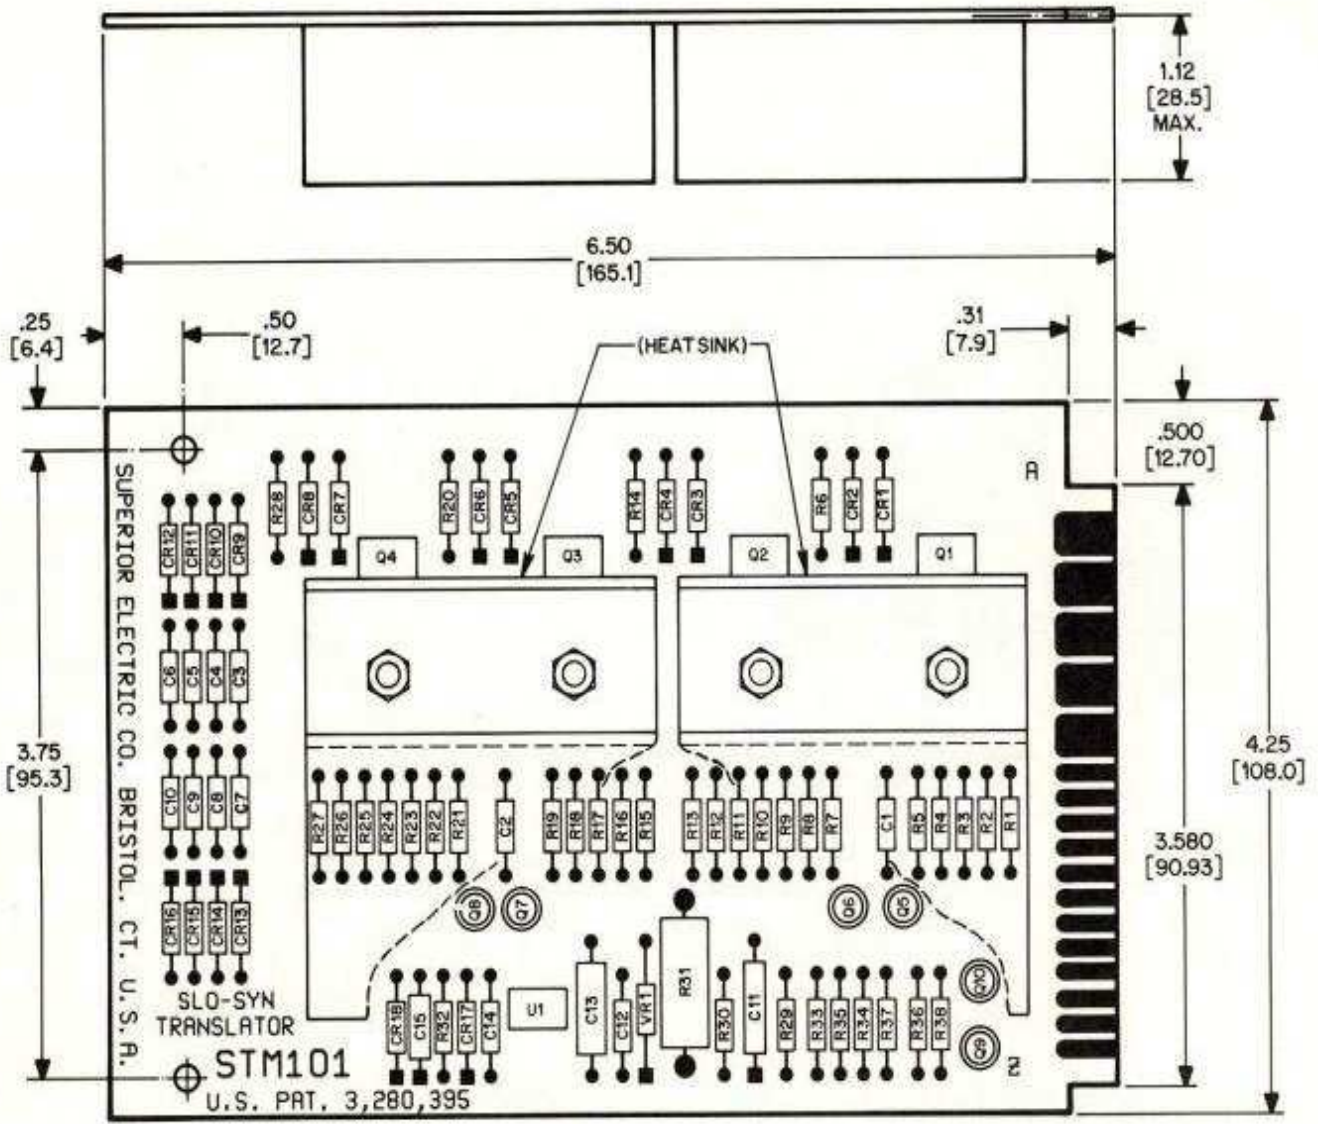 1.12
[28.5]
MAX.
6.50
[165.1]
.25
[6.4]
.50
[12.7]
.31
[7.9]
(HEAT SINK)
.500
[12.70]
A
R28 CR8 CR7 R20 CR6 CR5 R14 CR4 CR3 R6 CR2 CR1
CR12 CR11 CR10 CR9
Q4 Q3 Q2 Q1
SUPERIOR ELECTRIC CO. BRISTOL. CT. U.S.A.
C6 C5 C4 C3
3.75
[95.3]
4.25
[108.0]
C10 C9 C8 C7
R27 R26 R25 R24 R23 R22 R21 C2 R19 R18 R17 R16 R15 R13 R12 R11 R10 R9 R8 R7 C1 R5 R4 R3 R2 R1
3.580
[90.93]
CR16 CR15 CR14 CR13
Q8 Q7 Q6 Q5
SLO-SYN
TRANSLATOR
CR18 C15 R32 CR17 C14 U1 C13 C12 VR1 R31 R30 C11 R29 R33 R35 R34 R37 R36 R38 Q10
Q9
STM101
U.S. PAT. 3,280,395